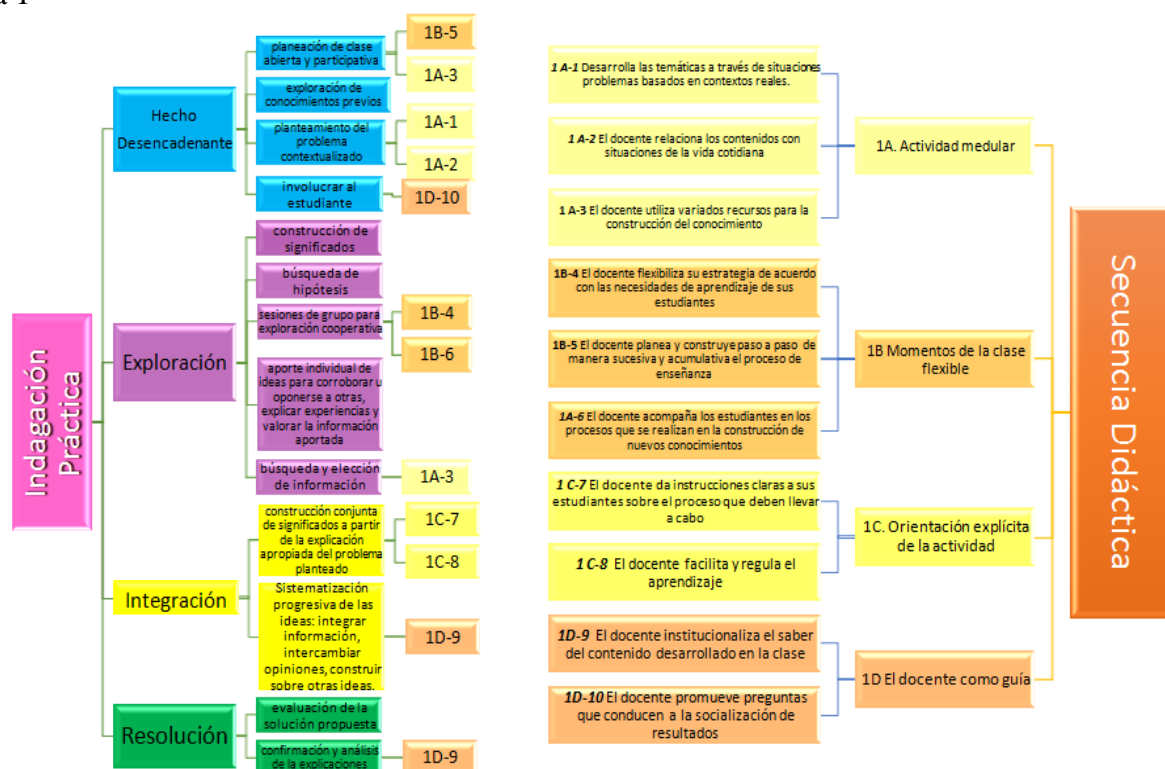 a 1
Indagación
Práctica
Hecho
Desencadenante
planeación de clase
abierta y participativa
1B-5
1A-3
exploración de
conocimientos previos
planteamiento del
problema
contextualizado
1A-1
1A-2
involucrar al
estudiante
1D-10
Exploración
construcción de
significados
búsqueda de
hipótesis
sesiones de grupo para
exploración cooperativa
1B-4
1B-6
aporte individual de
ideas para corroborar u
oponerse a otras,
explicar experiencias y
valorar la información
aportada
búsqueda y elección
de información
1A-3
Integración
construcción conjunta
de significados a partir
de la explicación
apropiada del problema
planteado
1C-7
1C-8
Sistematización
progresiva de las
ideas: integrar
información,
intercambiar
opiniones, construir
sobre otras ideas.
1D-9
Resolución
evaluación de la
solución propuesta
confirmación y análisis
de la explicaciones
1D-9
1 A-1 Desarrolla las temáticas a través de situaciones
problemas basados en contextos reales.
1 A-2 El docente relaciona los contenidos con
situaciones de la vida cotidiana
1 A-3 El docente utiliza variados recursos para la
construcción del conocimiento
1A. Actividad medular
1B-4 El docente flexibiliza su estrategia de acuerdo
con las necesidades de aprendizaje de sus
estudiantes
1B-5 El docente planea y construye paso a paso de
manera sucesiva y acumulativa el proceso de
enseñanza
1A-6 El docente acompaña los estudiantes en los
procesos que se realizan en la construcción de
nuevos conocimientos
1B Momentos de la clase
flexible
1 C-7 El docente da instrucciones claras a sus
estudiantes sobre el proceso que deben llevar
a cabo
1 C-8 El docente facilita y regula el
aprendizaje
1C. Orientación explícita
de la actividad
1D-9 El docente institucionaliza el saber
del contenido desarrollado en la clase
1D-10 El docente promueve preguntas
que conducen a la socialización de
resultados
1D El docente como guía
Secuencia Didáctica